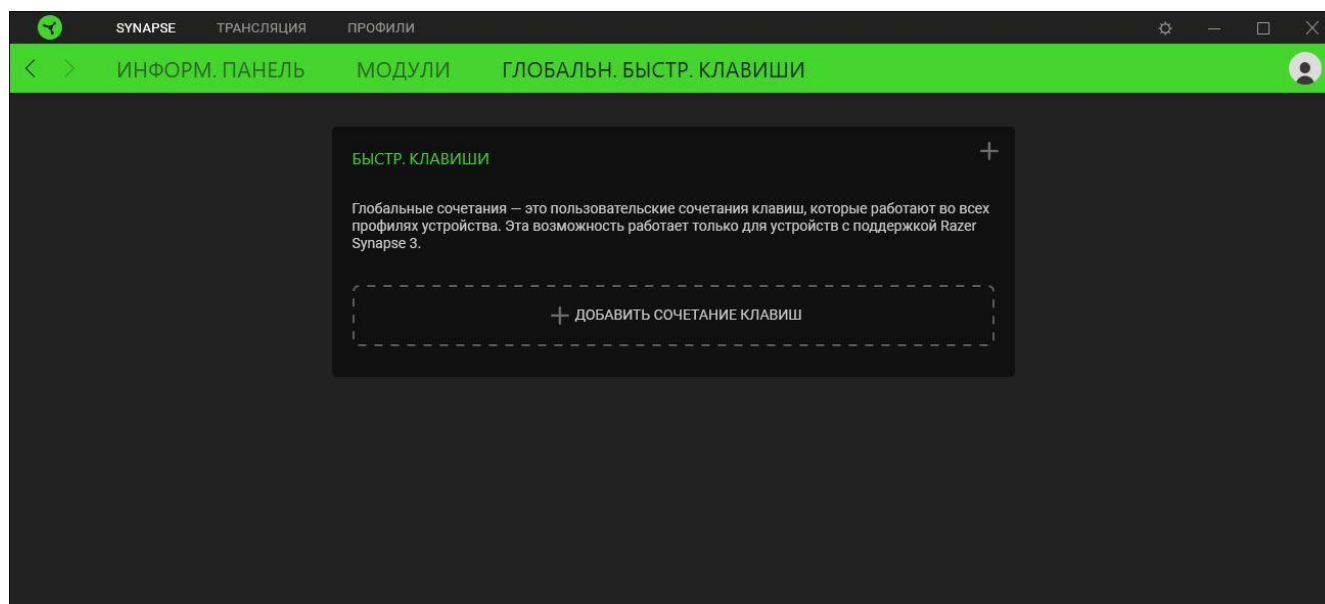 SYNAPSE ТРАНСЛЯЦИЯ ПРОФИЛИ
ИНФОРМ. ПАНЕЛЬ МОДУЛИ ГЛОБАЛЬН. БЫСТР. КЛАВИШИ
БЫСТР. КЛАВИШИ
Глобальные сочетания — это пользовательские сочетания клавиш, которые работают во всех
профилях устройства. Эта возможность работает только для устройств с поддержкой Razer
Synapse 3.
ДОБАВИТЬ СОЧЕТАНИЕ КЛАВИШ